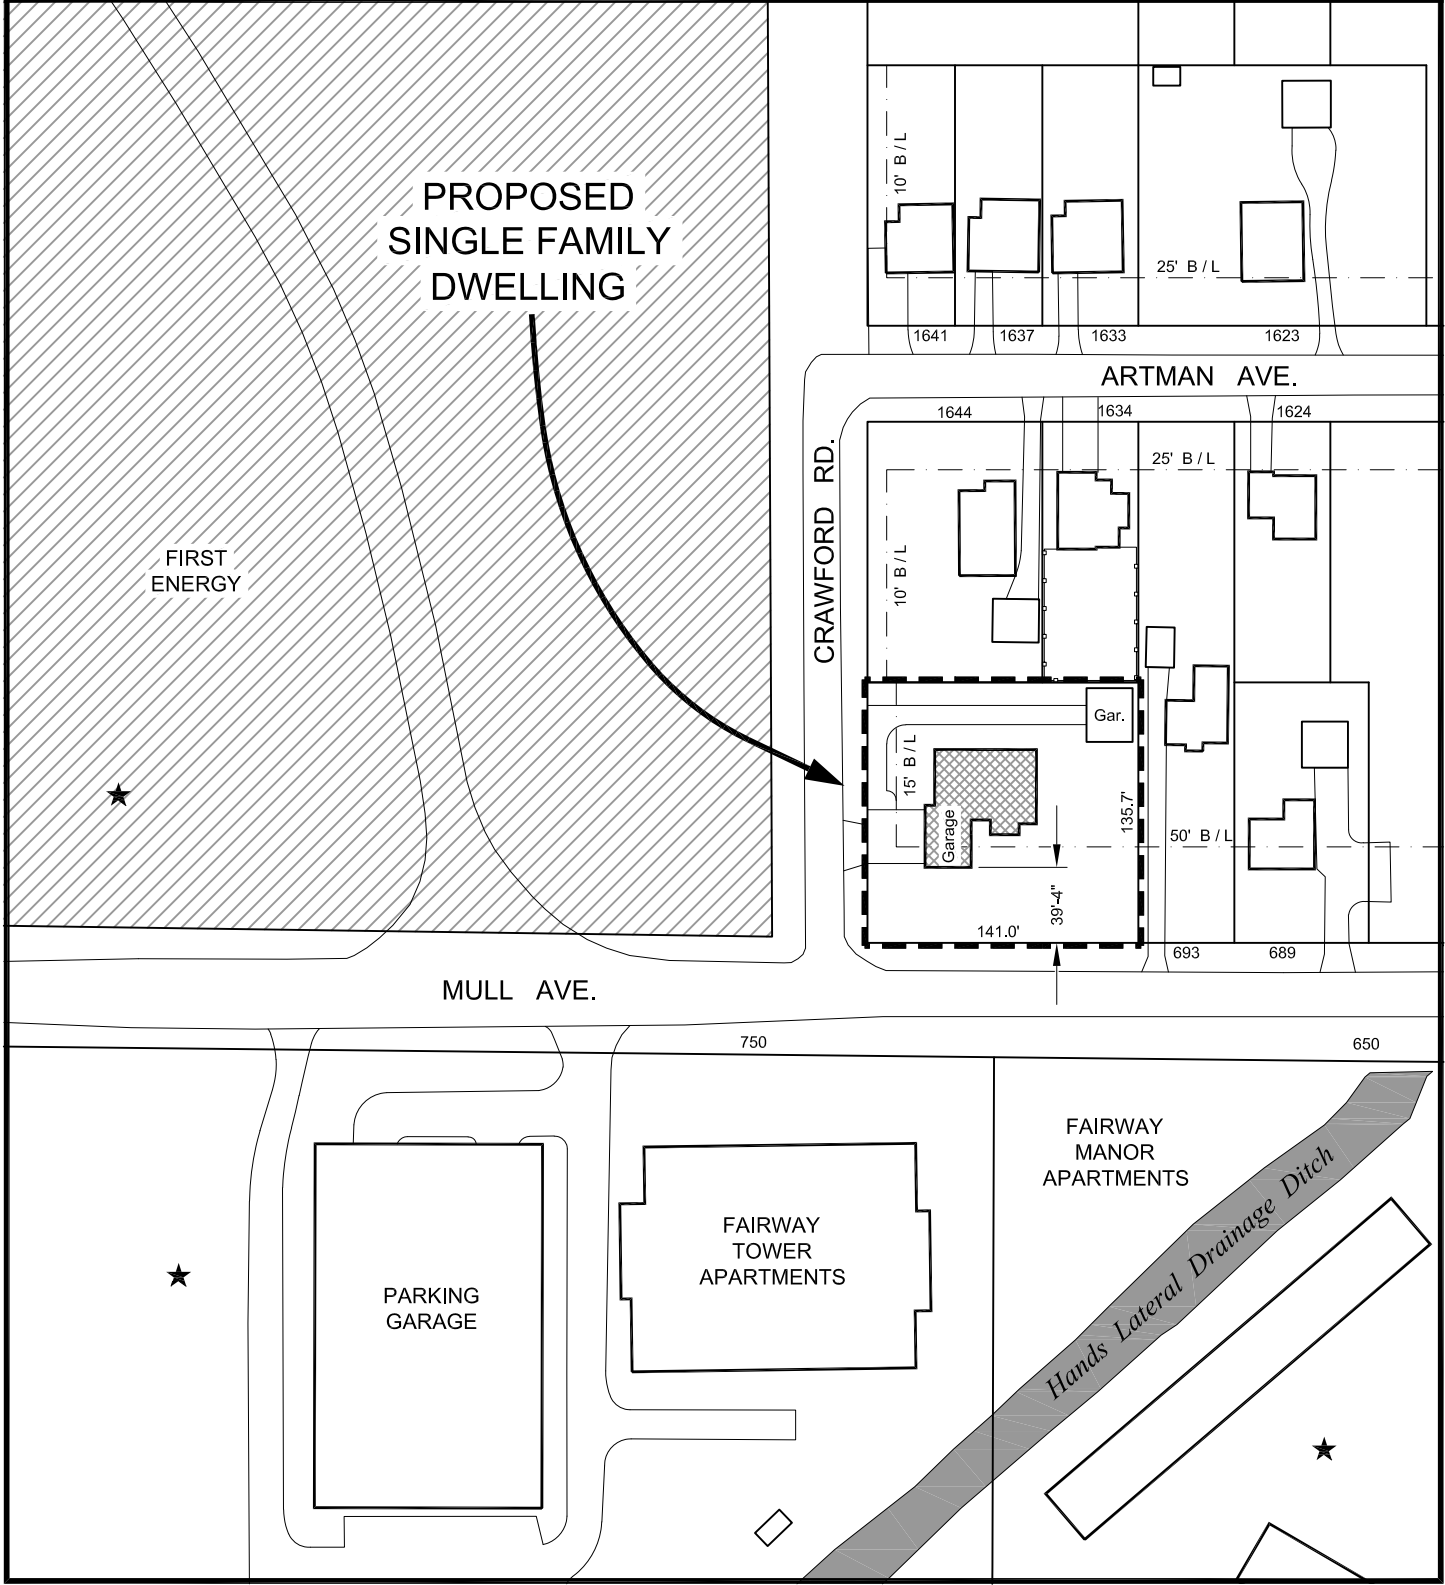 PROPOSED
SINGLE FAMILY
DWELLING
10' B / L
25' B / L
1641
1637
1633
1623
ARTMAN AVE.
1644
1634
1624
25' B / L
CRAWFORD RD.
10' B / L
FIRST
ENERGY
Gar.
15' B / L
Garage
135.7'
50' B / L
39'-4"
141.0'
693
689
MULL AVE.
750
650
FAIRWAY
MANOR
APARTMENTS
Hands Lateral Drainage Ditch
FAIRWAY
TOWER
APARTMENTS
PARKING
GARAGE